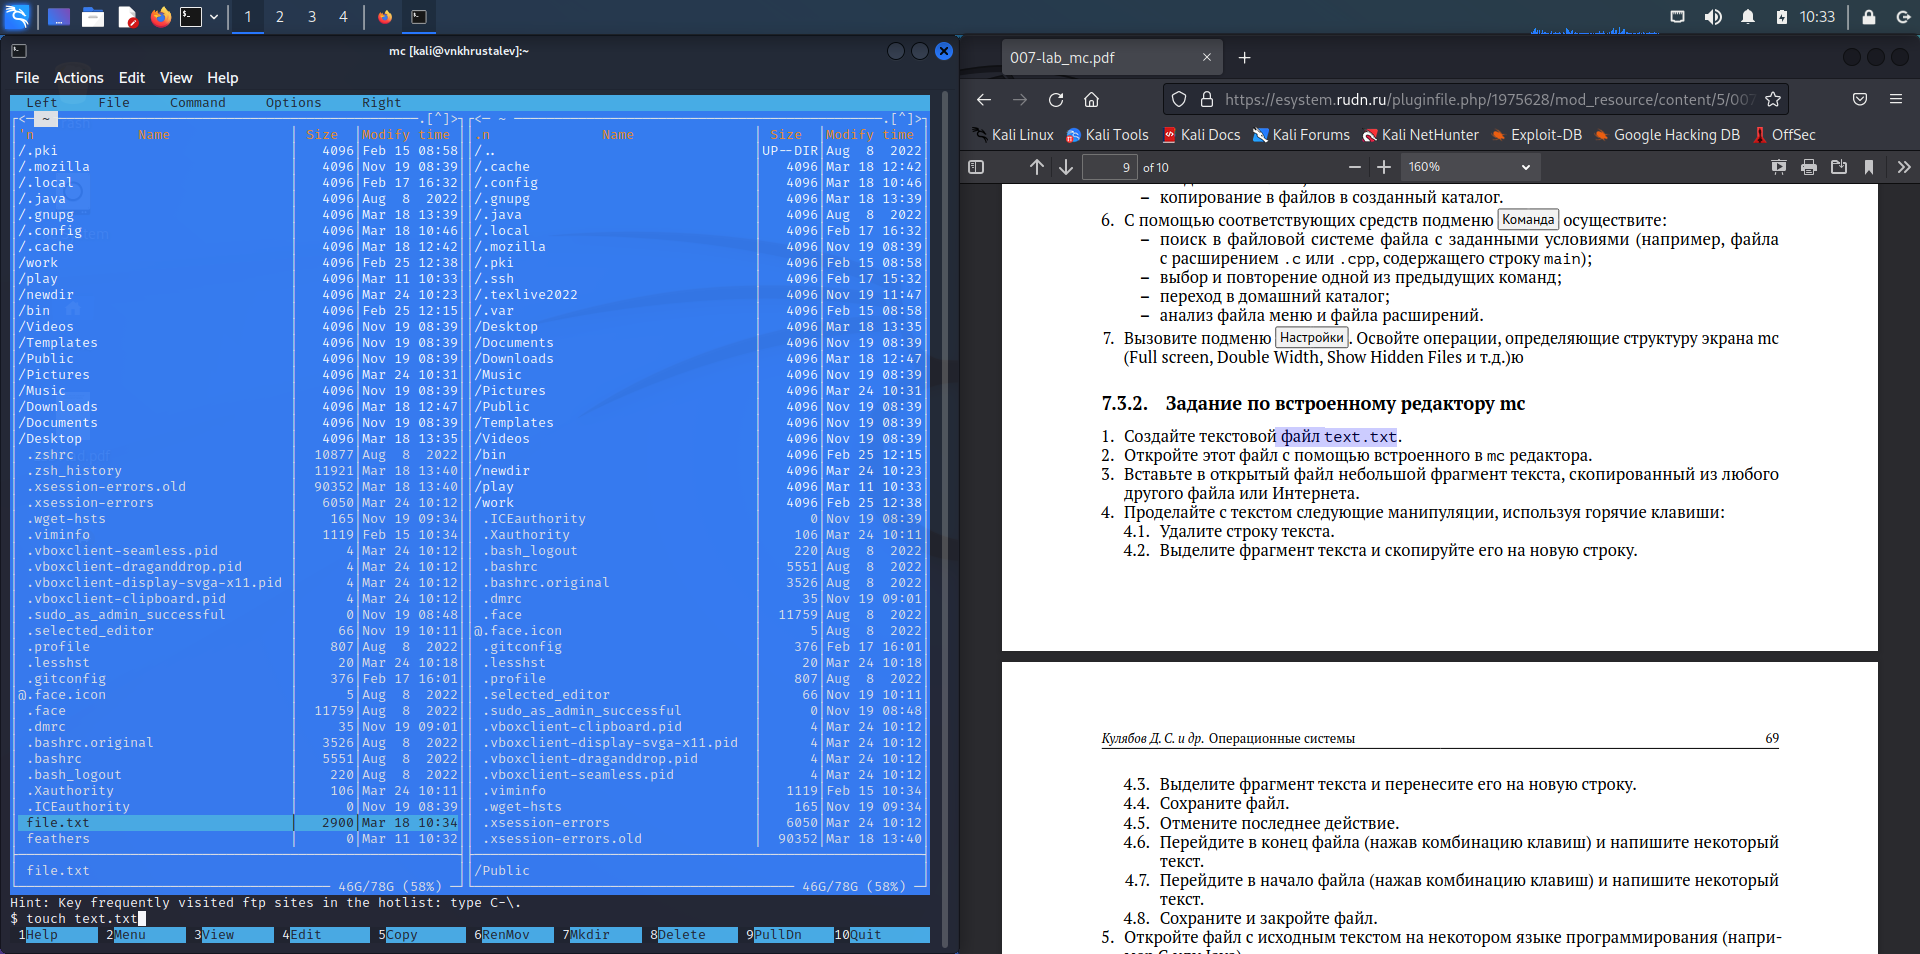 1 2 3 4 10:33
mc [kali@vnkhrustalev]:~
File Actions Edit View Help
Left File Command Options Right
<─ ~ ─.[^]>
'n Name Size Modify time
/.pki 4096 Feb 15 08:58
/.mozilla 4096 Nov 19 08:39
/.local 4096 Feb 17 16:32
/.java 4096 Aug 8 2022
/.gnupg 4096 Mar 18 13:39
/.config 4096 Mar 18 10:46
/.cache 4096 Mar 18 12:42
/work 4096 Feb 25 12:38
/play 4096 Mar 11 10:33
/newdir 4096 Mar 24 10:23
/bin 4096 Feb 25 12:15
/Videos 4096 Nov 19 08:39
/Templates 4096 Nov 19 08:39
/Public 4096 Nov 19 08:39
/Pictures 4096 Mar 24 10:31
/Music 4096 Nov 19 08:39
/Downloads 4096 Mar 18 12:47
/Documents 4096 Nov 19 08:39
/Desktop 4096 Mar 18 13:35
.zshrc 10877 Aug 8 2022
.zsh_history 11921 Mar 18 13:40
.xsession-errors.old 90352 Mar 18 13:40
.xsession-errors 6050 Mar 24 10:12
.wget-hsts 165 Nov 19 09:34
.viminfo 1119 Feb 15 10:34
.vboxclient-seamless.pid 4 Mar 24 10:12
.vboxclient-draganddrop.pid 4 Mar 24 10:12
.vboxclient-display-svga-x11.pid 4 Mar 24 10:12
.vboxclient-clipboard.pid 4 Mar 24 10:12
.sudo_as_admin_successful 0 Nov 19 08:48
.selected_editor 66 Nov 19 10:11
.profile 807 Aug 8 2022
.lesshst 20 Mar 24 10:18
.gitconfig 376 Feb 17 16:01
@.face.icon 5 Aug 8 2022
.face 11759 Aug 8 2022
.dmrc 35 Nov 19 09:01
.bashrc.original 3526 Aug 8 2022
.bashrc 5551 Aug 8 2022
.bash_logout 220 Aug 8 2022
.Xauthority 106 Mar 24 10:11
.ICEauthority 0 Nov 19 08:39
file.txt 2900 Mar 18 10:34
feathers 0 Mar 11 10:32
file.txt
46G/78G (58%)
<─ ~ ─.[^]>
.n Name Size Modify time
/.. UP--DIR Aug 8 2022
/.cache 4096 Mar 18 12:42
/.config 4096 Mar 18 10:46
/.gnupg 4096 Mar 18 13:39
/.java 4096 Aug 8 2022
/.local 4096 Feb 17 16:32
/.mozilla 4096 Nov 19 08:39
/.pki 4096 Feb 15 08:58
/.ssh 4096 Feb 17 15:32
/.texlive2022 4096 Nov 19 11:47
/.var 4096 Feb 15 08:58
/Desktop 4096 Mar 18 13:35
/Documents 4096 Nov 19 08:39
/Downloads 4096 Mar 18 12:47
/Music 4096 Nov 19 08:39
/Pictures 4096 Mar 24 10:31
/Public 4096 Nov 19 08:39
/Templates 4096 Nov 19 08:39
/Videos 4096 Nov 19 08:39
/bin 4096 Feb 25 12:15
/newdir 4096 Mar 24 10:23
/play 4096 Mar 11 10:33
/work 4096 Feb 25 12:38
.ICEauthority 0 Nov 19 08:39
.Xauthority 106 Mar 24 10:11
.bash_logout 220 Aug 8 2022
.bashrc 5551 Aug 8 2022
.bashrc.original 3526 Aug 8 2022
.dmrc 35 Nov 19 09:01
.face 11759 Aug 8 2022
@.face.icon 5 Aug 8 2022
.gitconfig 376 Feb 17 16:01
.lesshst 20 Mar 24 10:18
.profile 807 Aug 8 2022
.selected_editor 66 Nov 19 10:11
.sudo_as_admin_successful 0 Nov 19 08:48
.vboxclient-clipboard.pid 4 Mar 24 10:12
.vboxclient-display-svga-x11.pid 4 Mar 24 10:12
.vboxclient-draganddrop.pid 4 Mar 24 10:12
.vboxclient-seamless.pid 4 Mar 24 10:12
.viminfo 1119 Feb 15 10:34
.wget-hsts 165 Nov 19 09:34
.xsession-errors 6050 Mar 24 10:12
.xsession-errors.old 90352 Mar 18 13:40
/Public
46G/78G (58%)
Hint: Key frequently visited ftp sites in the hotlist: type C-\.
$ touch text.txt
1Help 2Menu 3View 4Edit 5Copy 6RenMov 7Mkdir 8Delete 9PullDn 10Quit
007-lab_mc.pdf
https://esystem.rudn.ru/pluginfile.php/1975628/mod_resource/content/5/007
Kali Linux Kali Tools Kali Docs Kali Forums Kali NetHunter Exploit-DB Google Hacking DB OffSec
9 of 10 160%
– копирование в файлов в созданный каталог.
6. С помощью соответствующих средств подменю Команда осуществите:
– поиск в файловой системе файла с заданными условиями (например, файла
с расширением .c или .cpp, содержащего строку main);
– выбор и повторение одной из предыдущих команд;
– переход в домашний каталог;
– анализ файла меню и файла расширений.
7. Вызовите подменю Настройки. Освойте операции, определяющие структуру экрана mc
(Full screen, Double Width, Show Hidden Files и т.д.)ю
7.3.2. Задание по встроенному редактору mc
1. Создайте текстовой файл text.txt.
2. Откройте этот файл с помощью встроенного в mc редактора.
3. Вставьте в открытый файл небольшой фрагмент текста, скопированный из любого
другого файла или Интернета.
4. Проделайте с текстом следующие манипуляции, используя горячие клавиши:
4.1. Удалите строку текста.
4.2. Выделите фрагмент текста и скопируйте его на новую строку.
Кулябов Д. С. и др. Операционные системы 69
4.3. Выделите фрагмент текста и перенесите его на новую строку.
4.4. Сохраните файл.
4.5. Отмените последнее действие.
4.6. Перейдите в конец файла (нажав комбинацию клавиш) и напишите некоторый
текст.
4.7. Перейдите в начало файла (нажав комбинацию клавиш) и напишите некоторый
текст.
4.8. Сохраните и закройте файл.
5. Откройте файл с исходным текстом на некотором языке программирования (напри-